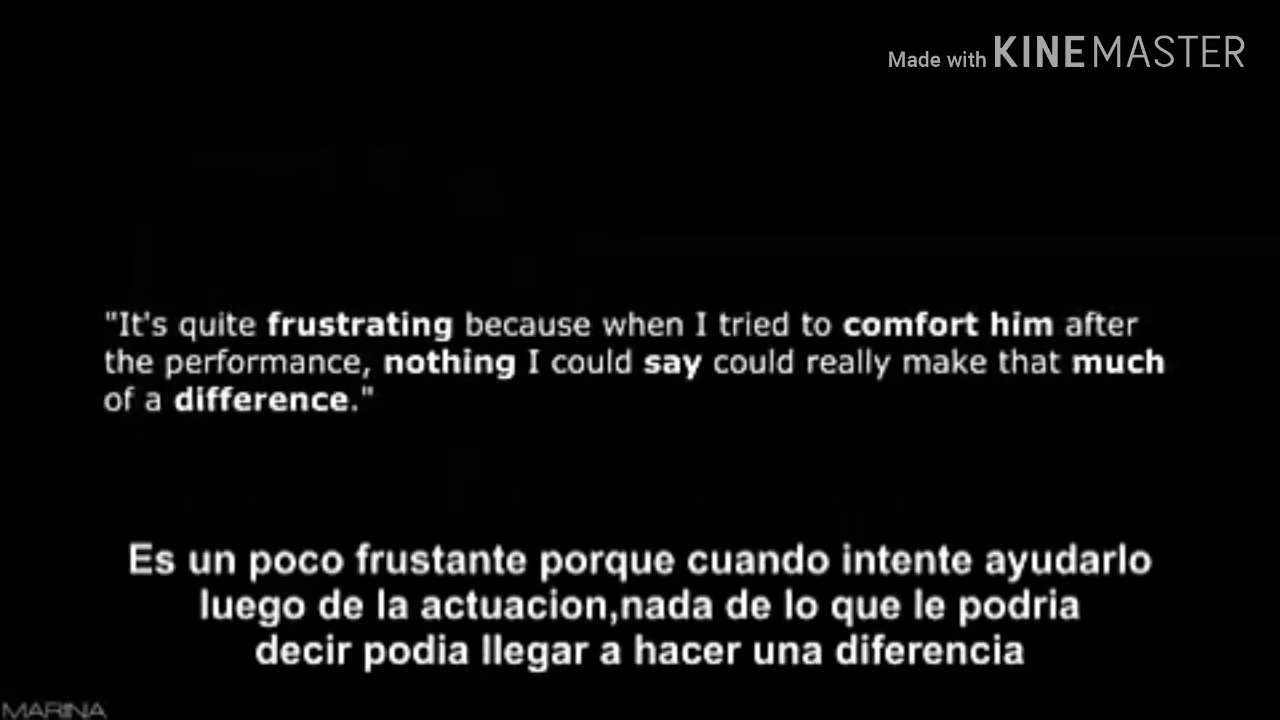 Made with KINEMASTER
"It's quite frustrating because when I tried to comfort him after
the performance, nothing I could say could really make that much
of a difference."
Es un poco frustante porque cuando intente ayudarlo
luego de la actuacion,nada de lo que le podria
decir podia llegar a hacer una diferencia
MARINA